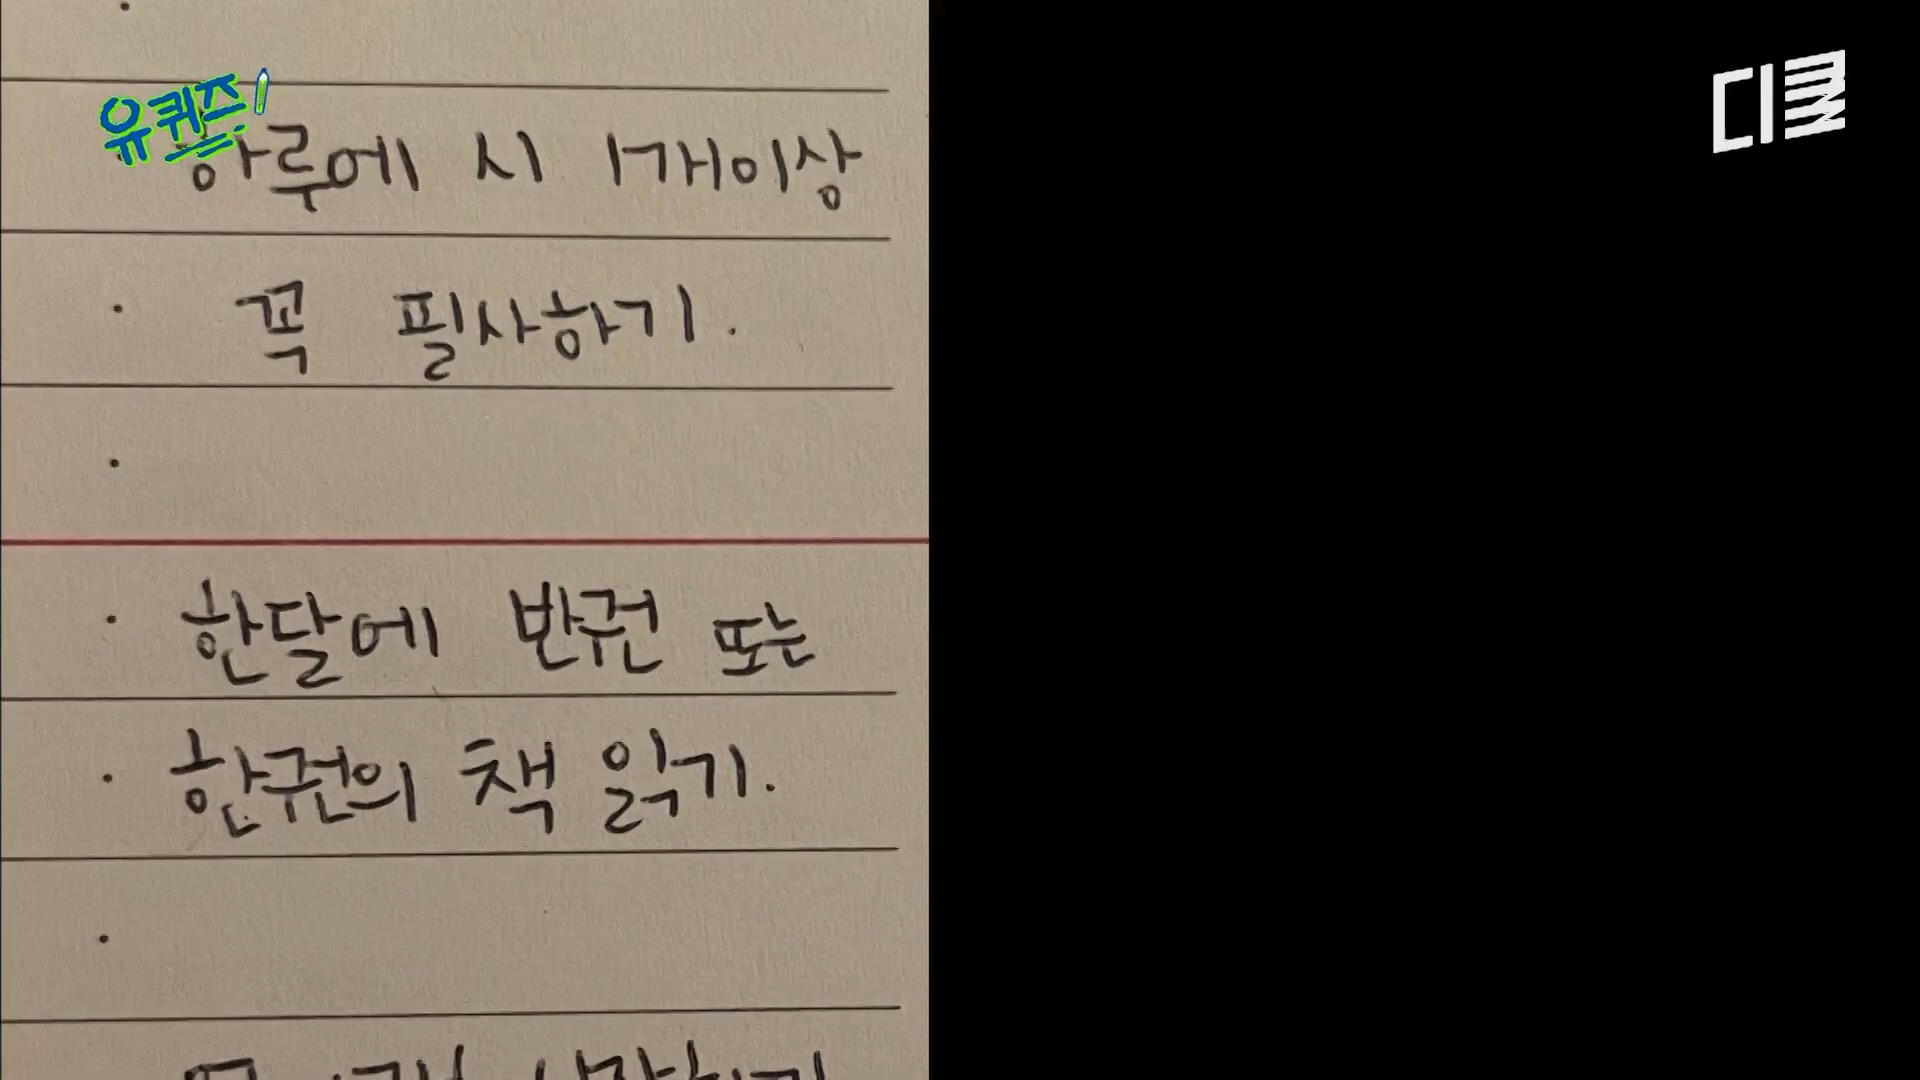 유퀴즈
디글
하루에 시 1개이상
꼭 필사하기.
한달에 반권 또는
한권의 책 읽기.